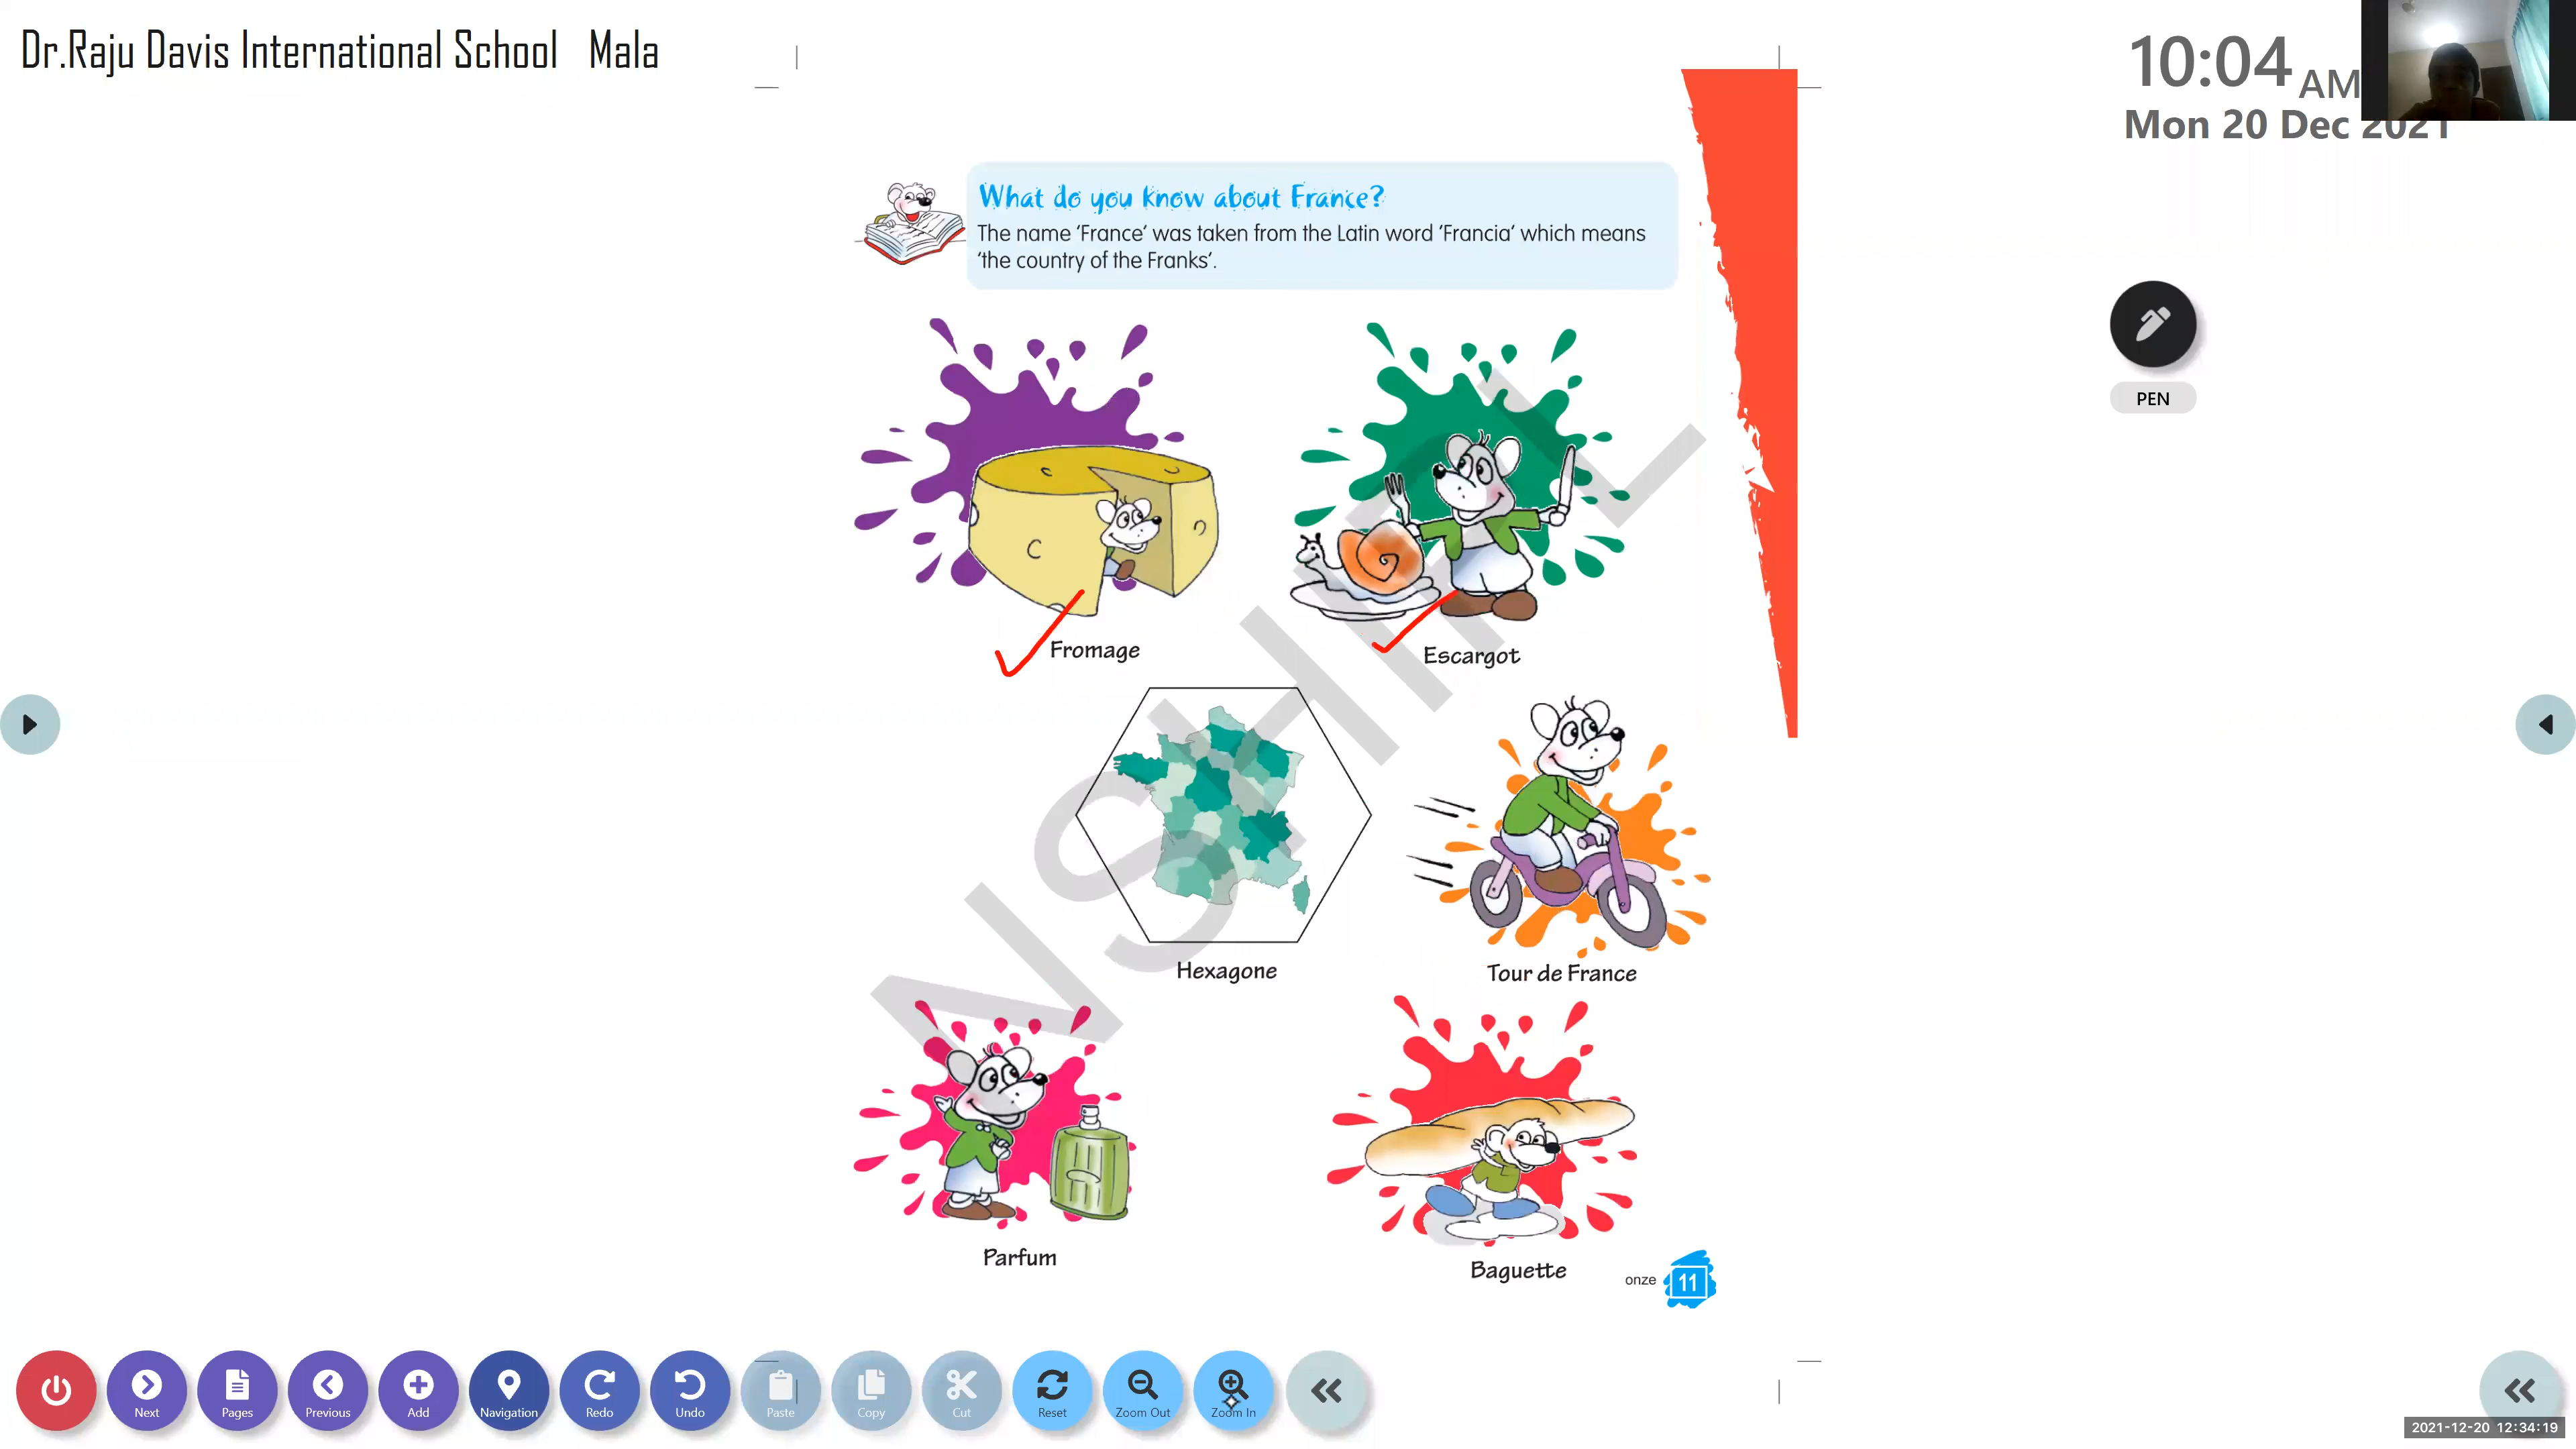 Dr.Raju Davis International School Mala
10:04 AM
Mon 20 Dec 2021
What do you know about France?
The name ‘France’ was taken from the Latin word ‘Francia’ which means
‘the country of the Franks’.
PEN
Fromage
Escargot
Hexagone
Tour de France
Parfum
Baguette
onze 11
Next
Pages
Previous
Add
Navigation
Redo
Undo
Paste
Copy
Cut
Reset
Zoom Out
Zoom In
2021-12-20 12:34:19